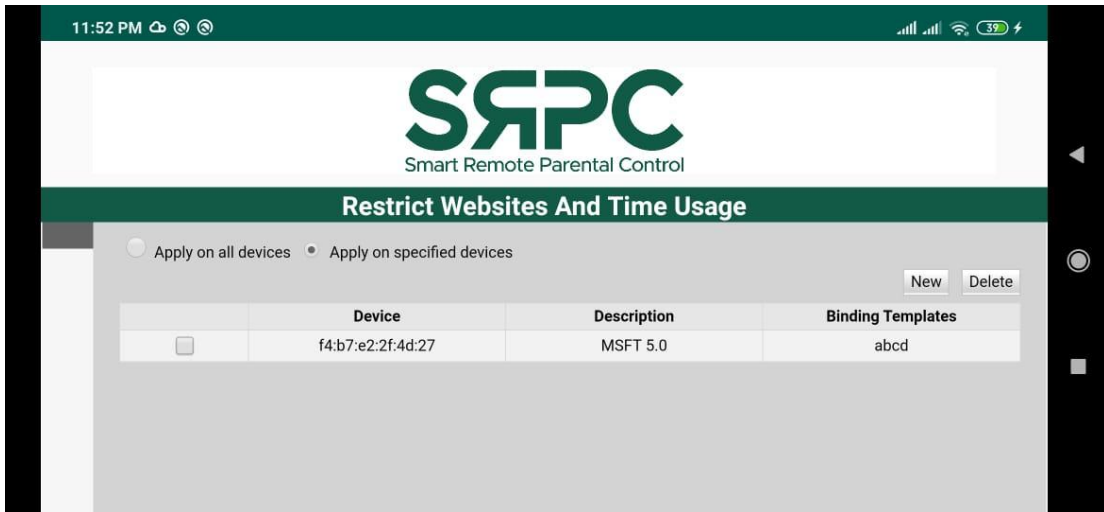 11:52 PM
39
SRPC
Smart Remote Parental Control
Restrict Websites And Time Usage
Apply on all devices Apply on specified devices
New Delete
Device Description Binding Templates
f4:b7:e2:2f:4d:27 MSFT 5.0 abcd